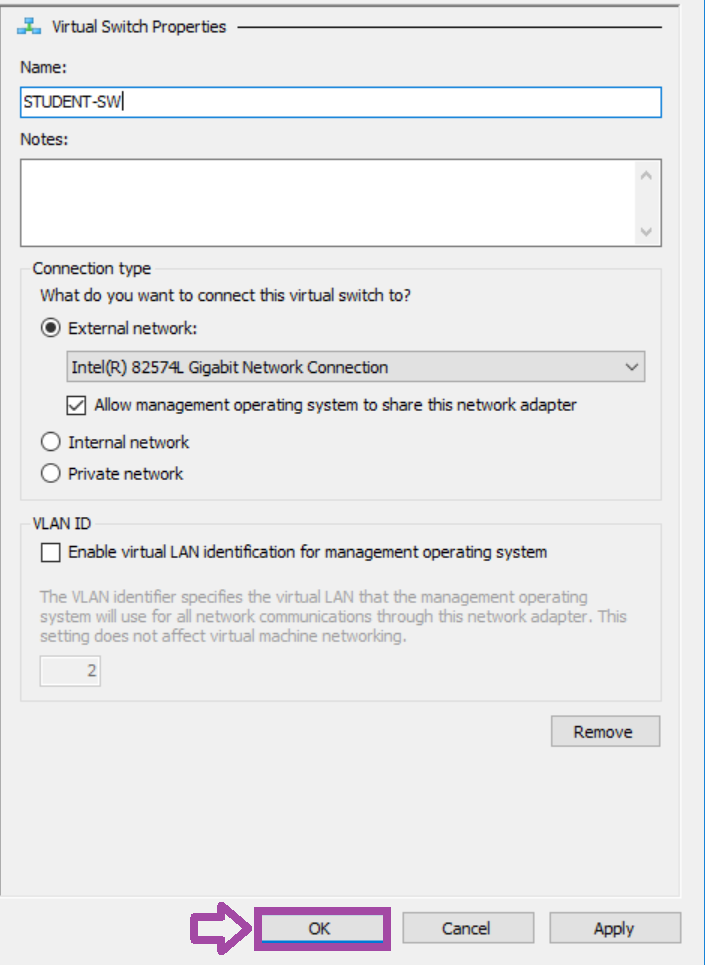 Virtual Switch Properties
Name:
STUDENT-SW
Notes:
Connection type
What do you want to connect this virtual switch to?
External network:
Intel(R) 82574L Gigabit Network Connection
Allow management operating system to share this network adapter
Internal network
Private network
VLAN ID
Enable virtual LAN identification for management operating system
The VLAN identifier specifies the virtual LAN that the management operating
system will use for all network communications through this network adapter. This
setting does not affect virtual machine networking.
2
Remove
OK Cancel Apply